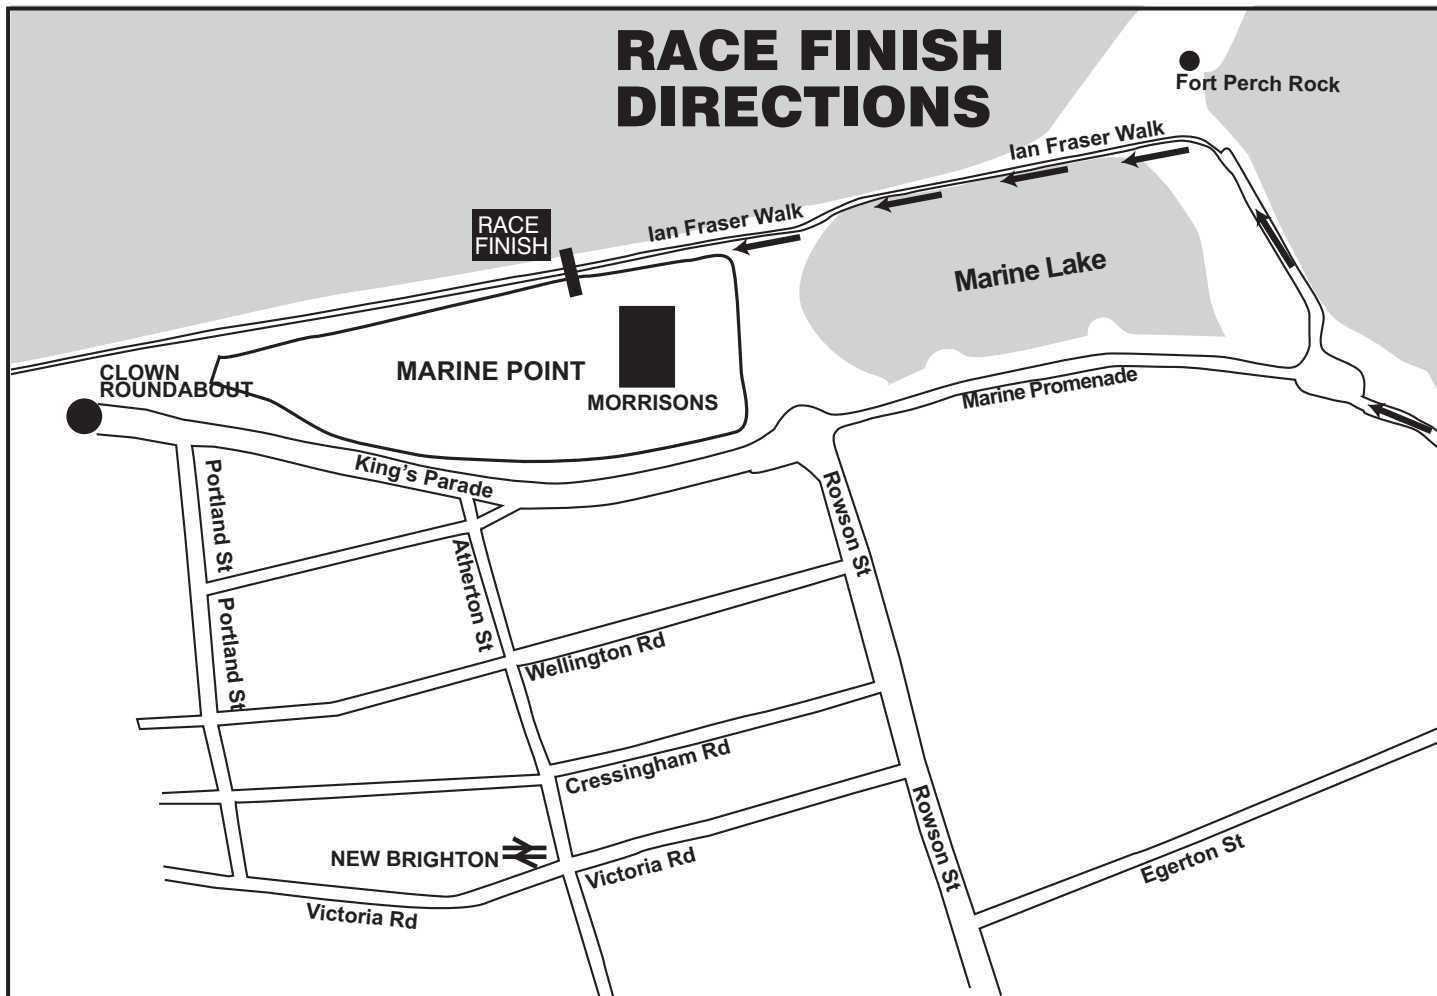 RACE FINISH
DIRECTIONS
Fort Perch Rock
Ian Fraser Walk
Ian Fraser Walk
RACE
FINISH
Marine Lake
CLOWN
ROUNDABOUT
MARINE POINT
MORRISONS
Marine Promenade
King's Parade
Portland St
Atherton St
Rowson St
Portland St
Wellington Rd
Cressingham Rd
Rowson St
NEW BRIGHTON
Victoria Rd
Egerton St
Victoria Rd